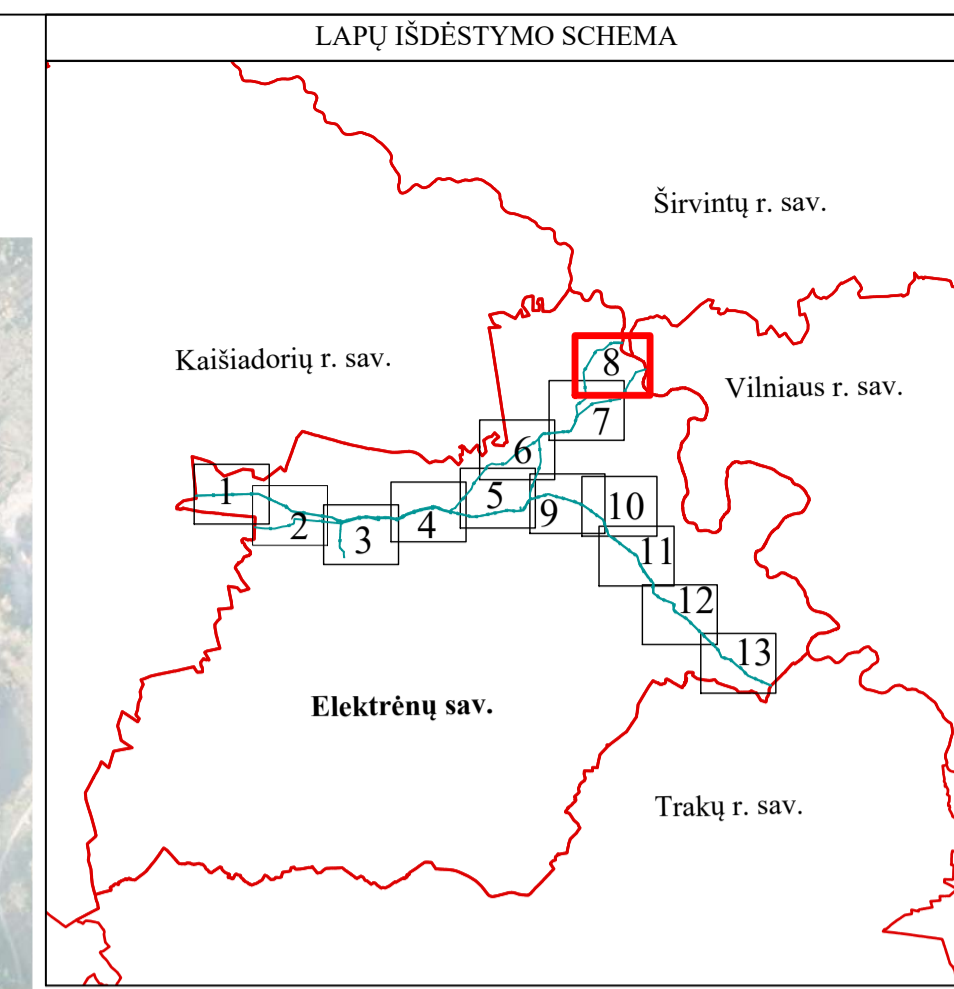 LAPŲ IŠDĖSTYMO SCHEMA
Širvintų r. sav.
Kaišiadorių r. sav.
8
Vilniaus r. sav.
7
6
1
5
9
10
2
4
3
11
12
13
Elektrėnų sav.
Trakų r. sav.